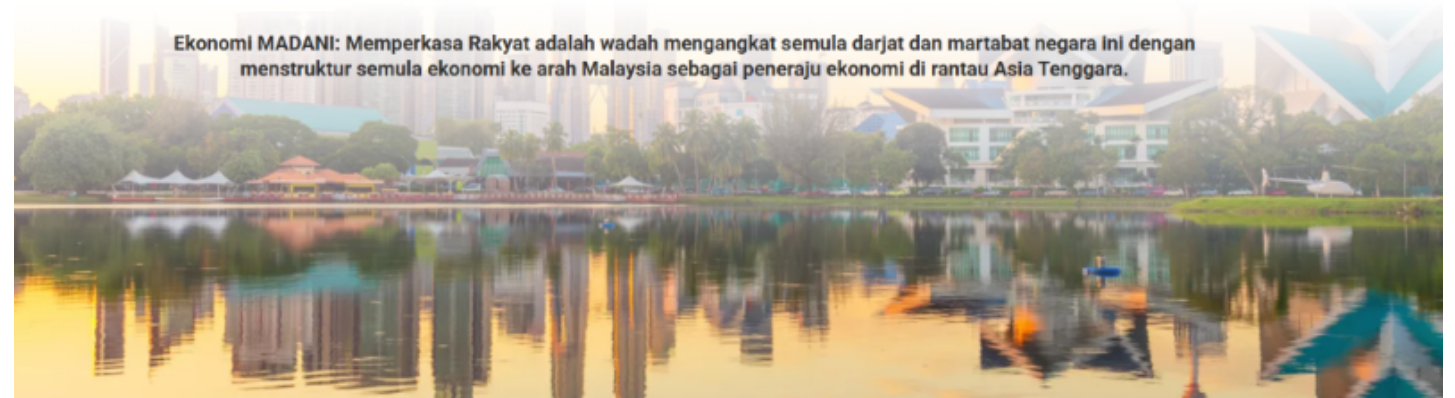 Ekonomi MADANI: Memperkasa Rakyat adalah wadah mengangkat semula darjat dan martabat negara ini dengan
menstruktur semula ekonomi ke arah Malaysia sebagai peneraju ekonomi di rantau Asia Tenggara.